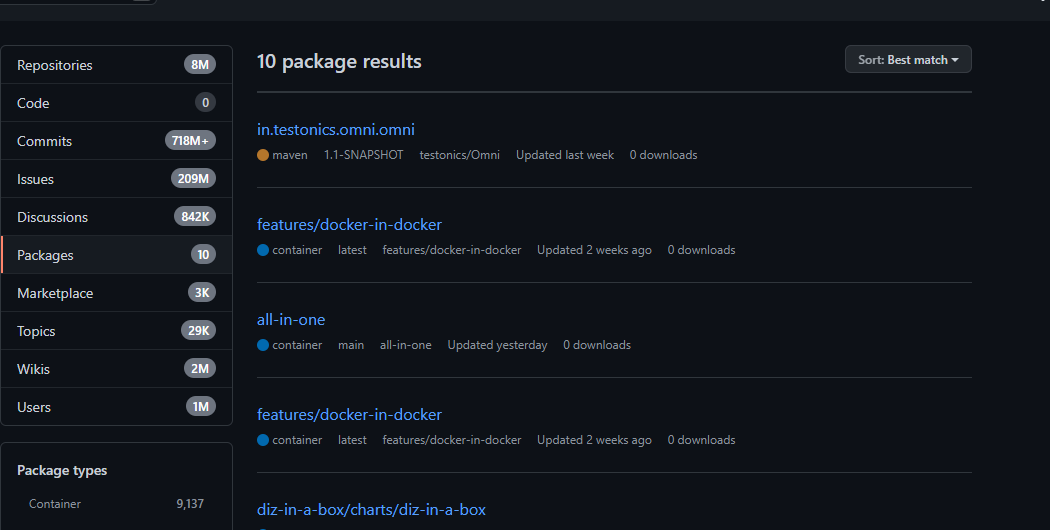 Repositories 8M
Code 0
Commits 718M+
Issues 209M
Discussions 842K
Packages 10
Marketplace 3K
Topics 29K
Wikis 2M
Users 1M
Package types
Container 9,137
10 package results
Sort: Best match
in.testonics.omni.omni
maven 1.1-SNAPSHOT testonics/Omni Updated last week 0 downloads
features/docker-in-docker
container latest features/docker-in-docker Updated 2 weeks ago 0 downloads
all-in-one
container main all-in-one Updated yesterday 0 downloads
features/docker-in-docker
container latest features/docker-in-docker Updated 2 weeks ago 0 downloads
diz-in-a-box/charts/diz-in-a-box